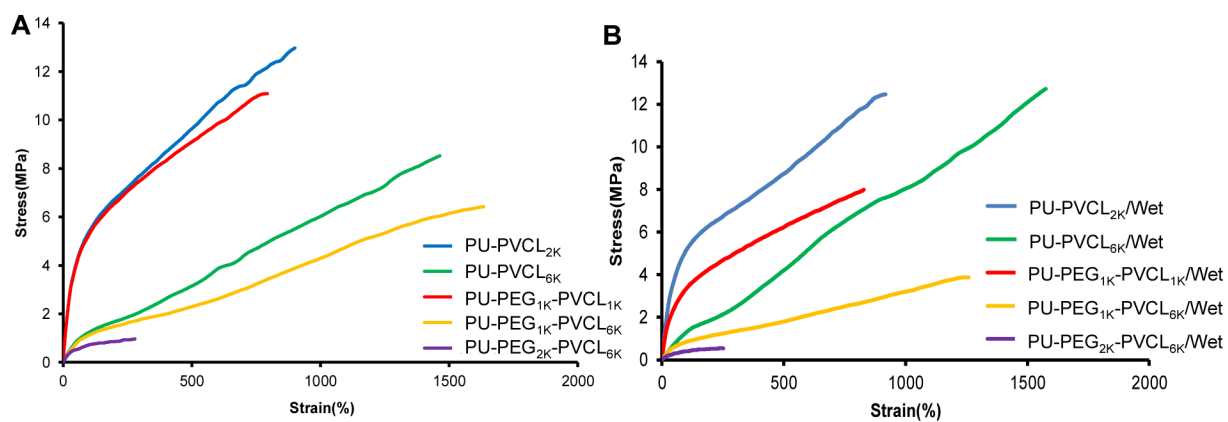 A
14
12
10
8
6
4
2
0
Stress(MPa)
0 500 1000 1500 2000
Strain(%)
PU-PVCL2K
PU-PVCL6K
PU-PEG1K-PVCL1K
PU-PEG1K-PVCL6K
PU-PEG2K-PVCL6K
B
14
12
10
8
6
4
2
0
Stress(MPa)
0 500 1000 1500 2000
Strain(%)
PU-PVCL2K/Wet
PU-PVCL6K/Wet
PU-PEG1K-PVCL1K/Wet
PU-PEG1K-PVCL6K/Wet
PU-PEG2K-PVCL6K/Wet